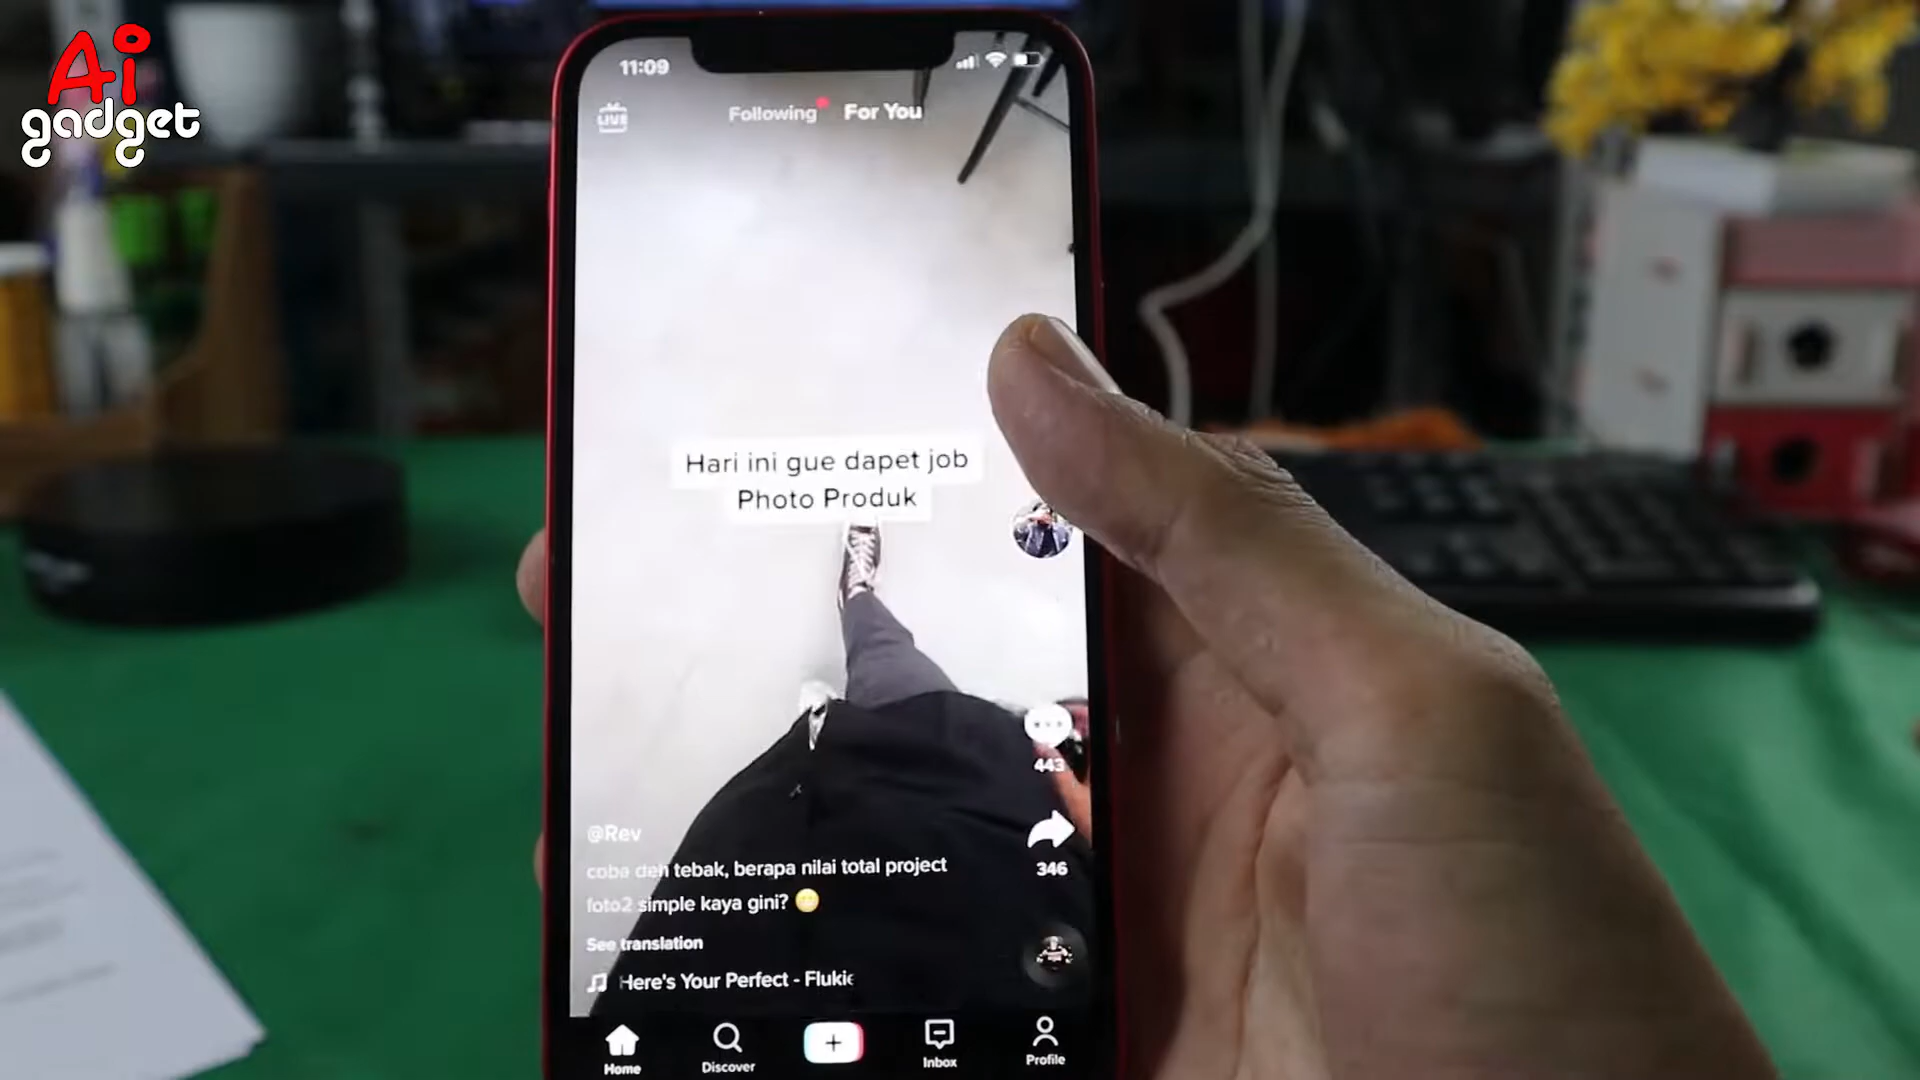 Ai
gadget
11:09
LIVE
Following For You
Hari ini gue dapet job
Photo Produk
443
@Rev
346
coba deh tebak, berapa nilai total project
foto2 simple kaya gini? 😁
See translation
Here's Your Perfect - Flukie
Home Discover Inbox Profile